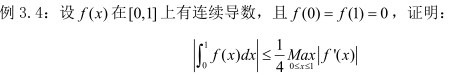 例 3.4：设 f(x) 在[0,1]上有连续导数，且 f(0)= f(1)=0，证明：
|∫₀¹ f(x)dx| ≤ 1/4 Max_{0≤x≤1} |f'(x)|